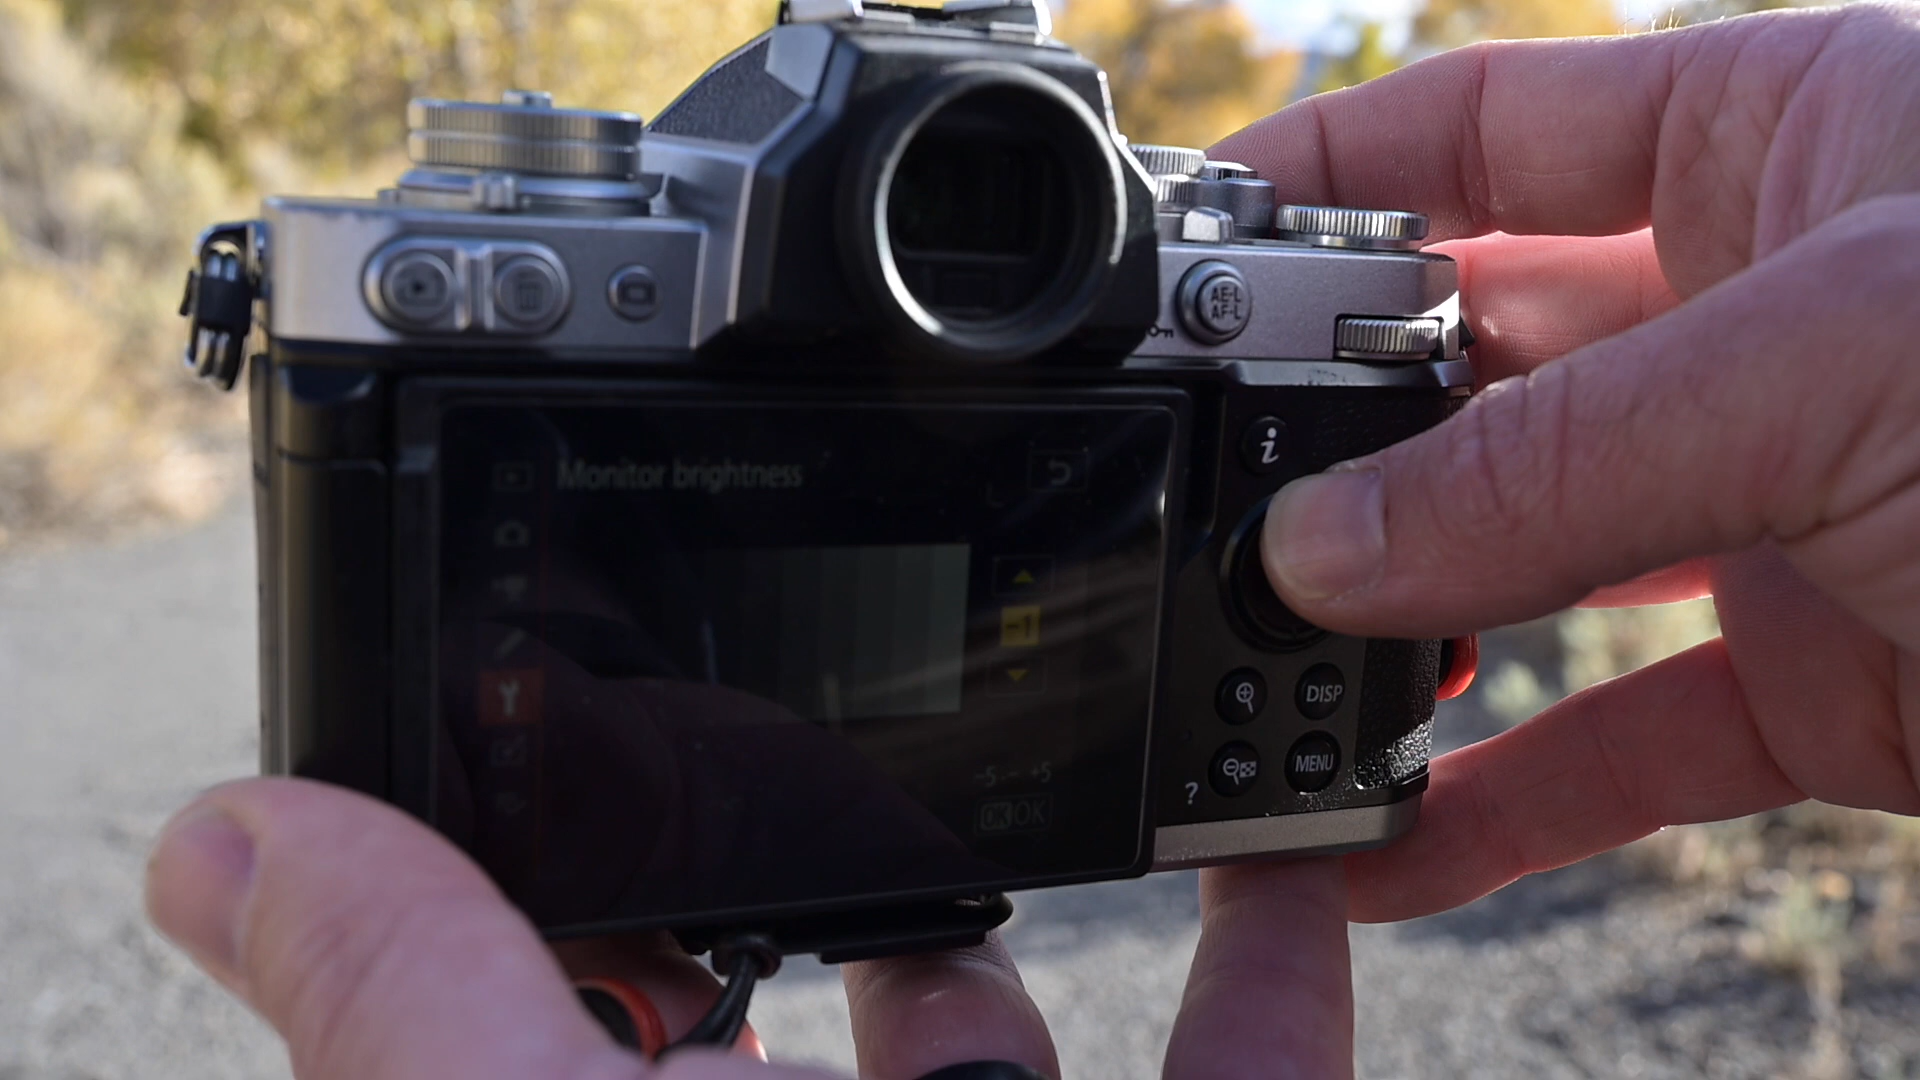 AE-L
AF-L
i
Monitor brightness
-1
-5 ~ +5
OK OK
DISP
MENU
?